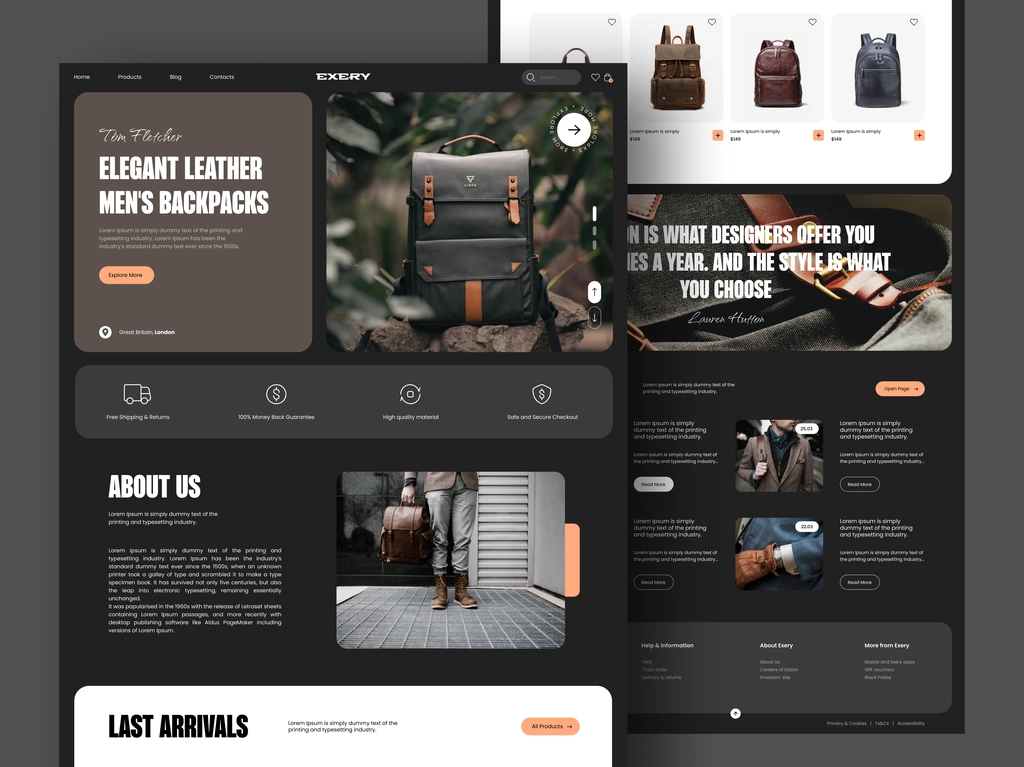 Home
Products
Blog
Contacts
EXERY
Search...
Tom Fletcher
ELEGANT LEATHER
MEN'S BACKPACKS
Lorem Ipsum is simply dummy text of the printing and
typesetting industry. Lorem Ipsum has been the
industry's standard dummy text ever since the 1500s.
Explore More
Great Britain, London
EXPLORE MORE • EXPLORE MORE •
Free Shipping & Returns
100% Money Back Guarantee
High quality material
Safe and Secure Checkout
ABOUT US
Lorem Ipsum is simply dummy text of the
printing and typesetting industry.
Lorem Ipsum is simply dummy text of the printing and
typesetting industry. Lorem Ipsum has been the industry's
standard dummy text ever since the 1500s, when an unknown
printer took a galley of type and scrambled it to make a type
specimen book. It has survived not only five centuries, but also
the leap into electronic typesetting, remaining essentially
unchanged.
It was popularised in the 1960s with the release of Letraset sheets
containing Lorem Ipsum passages, and more recently with
desktop publishing software like Aldus PageMaker including
versions of Lorem Ipsum.
LAST ARRIVALS
Lorem Ipsum is simply dummy text of the
printing and typesetting industry.
All Products
Lorem Ipsum is simply
$149
Lorem Ipsum is simply
$149
Lorem Ipsum is simply
$149
ON IS WHAT DESIGNERS OFFER YOU
MES A YEAR. AND THE STYLE IS WHAT
YOU CHOOSE
Lauren Hutton
Lorem Ipsum is simply dummy text of the
printing and typesetting industry.
Open Page
Lorem Ipsum is simply
dummy text of the printing
and typesetting industry.
Lorem Ipsum is simply dummy text of
the printing and typesetting industry...
Read More
25.03
Lorem Ipsum is simply
dummy text of the printing
and typesetting industry.
Lorem Ipsum is simply dummy text of
the printing and typesetting industry...
Read More
Lorem Ipsum is simply
dummy text of the printing
and typesetting industry.
Lorem Ipsum is simply dummy text of
the printing and typesetting industry...
Read More
22.03
Lorem Ipsum is simply
dummy text of the printing
and typesetting industry.
Lorem Ipsum is simply dummy text of
the printing and typesetting industry...
Read More
Help & Information
Help
Track order
Delivery & returns
About Exery
About Us
Careers of Elston
Investors' site
More from Exery
Mobile and Exery apps
Gift vouchers
Black Friday
Privacy & Cookies | Ts&Cs | Accessibility